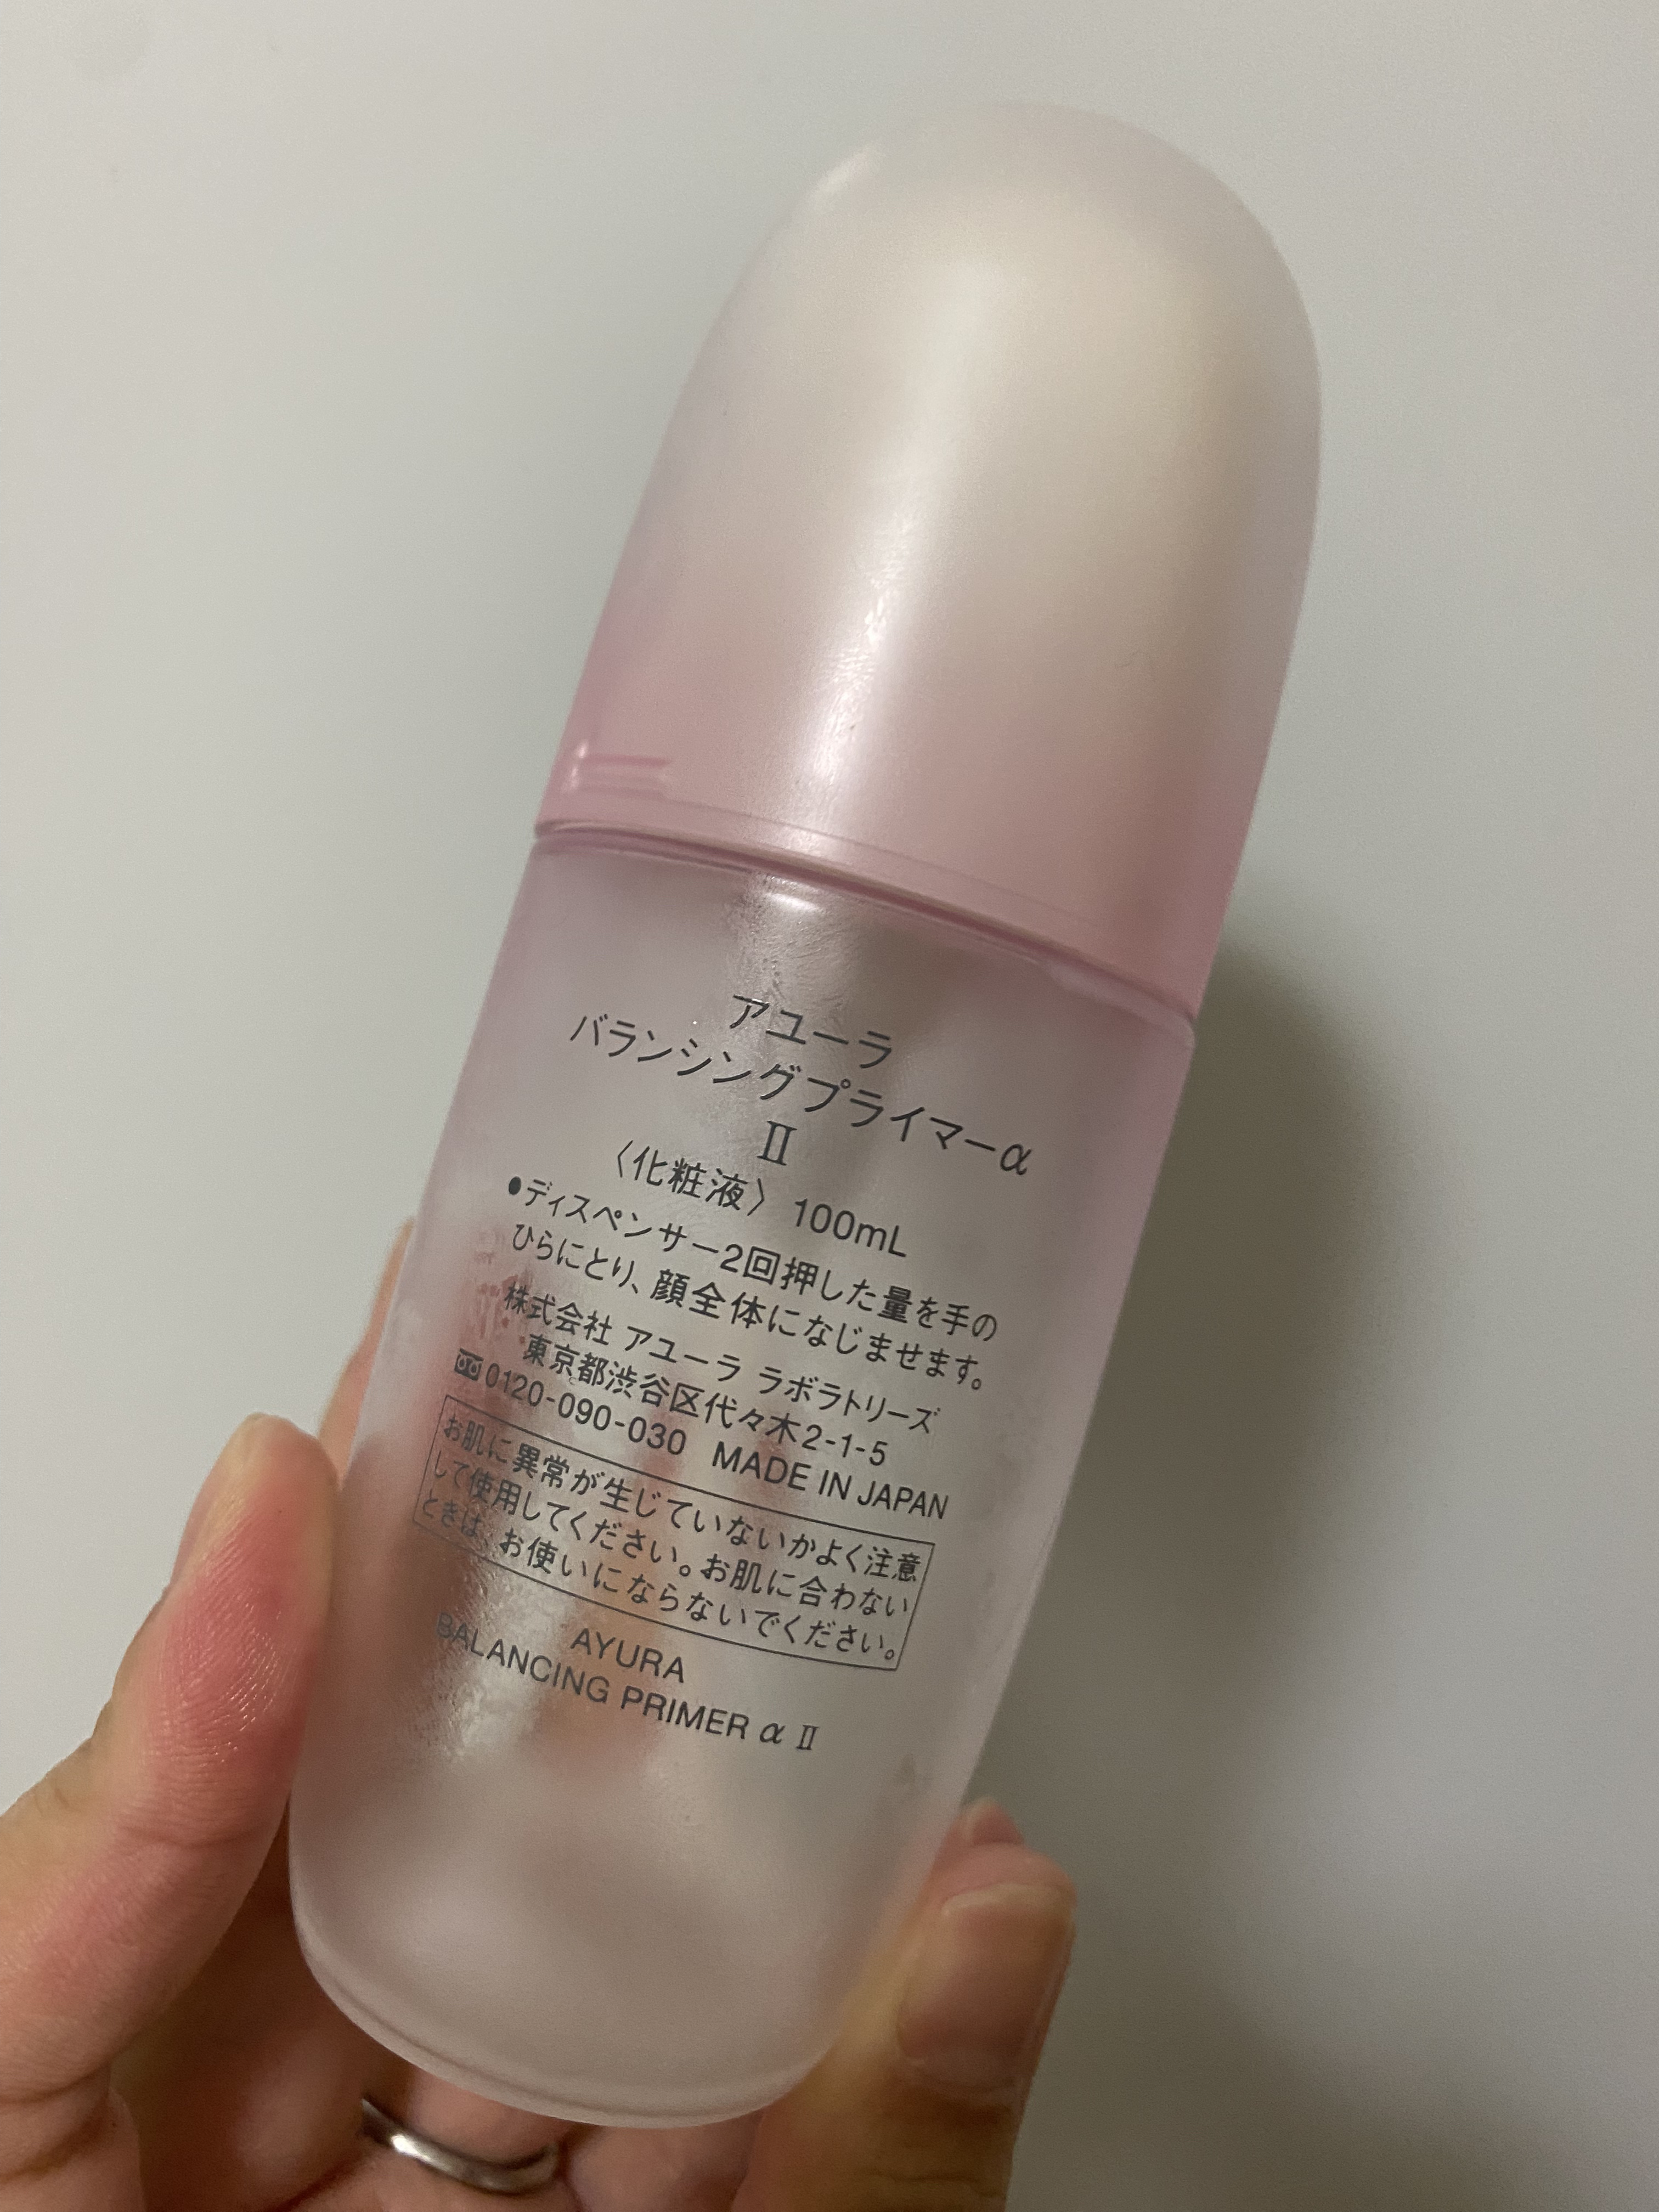 アユーラ
バランシングプライマーα
Ⅱ
〈化粧液〉100mL
●ディスペンサー2回押した量を手の
ひらにとり、顔全体になじませます。
株式会社 アユーラ ラボラトリーズ
東京都渋谷区代々木2-1-5
0120-090-030 MADE IN JAPAN
お肌に異常が生じていないかよく注意
して使用してください。お肌に合わない
ときは、お使いにならないでください。
AYURA
BALANCING PRIMER α Ⅱ